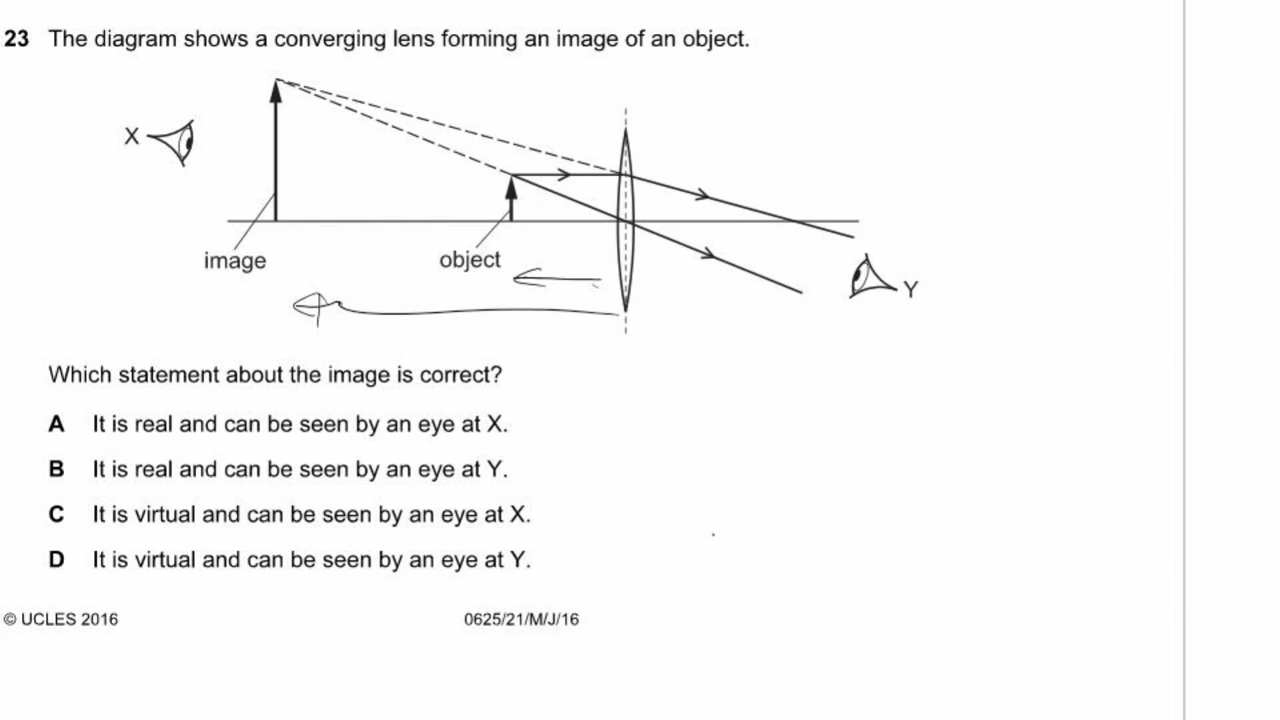 23 The diagram shows a converging lens forming an image of an object.
X
image
object
Y
Which statement about the image is correct?
A It is real and can be seen by an eye at X.
B It is real and can be seen by an eye at Y.
C It is virtual and can be seen by an eye at X.
D It is virtual and can be seen by an eye at Y.
© UCLES 2016
0625/21/M/J/16